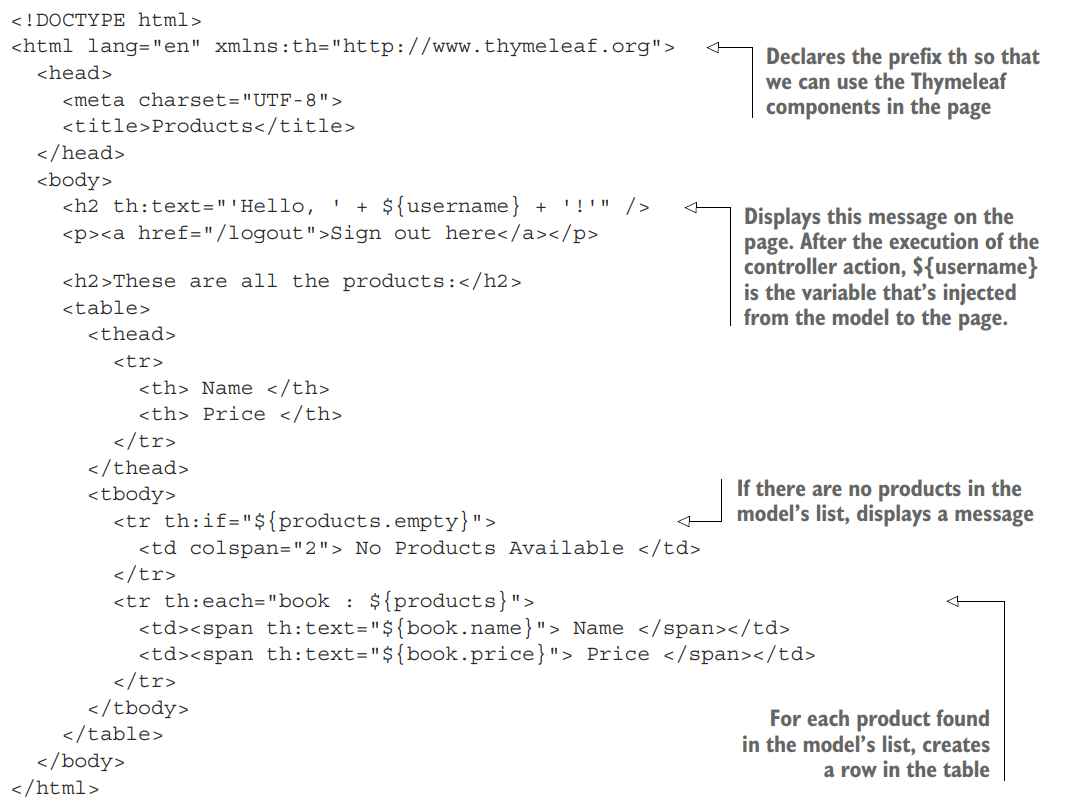 <!DOCTYPE html>
<html lang="en" xmlns:th="http://www.thymeleaf.org">
Declares the prefix th so that
we can use the Thymeleaf
components in the page
<head>
<meta charset="UTF-8">
<title>Products</title>
</head>
<body>
<h2 th:text="'Hello, ' + ${username} + '!'" />
<p><a href="/logout">Sign out here</a></p>
Displays this message on the
page. After the execution of the
controller action, ${username}
is the variable that's injected
from the model to the page.
<h2>These are all the products:</h2>
<table>
<thead>
<tr>
<th> Name </th>
<th> Price </th>
</tr>
</thead>
<tbody>
<tr th:if="${products.empty}">
If there are no products in the
model's list, displays a message
<td colspan="2"> No Products Available </td>
</tr>
<tr th:each="book : ${products}">
<td><span th:text="${book.name}"> Name </span></td>
<td><span th:text="${book.price}"> Price </span></td>
</tr>
</tbody>
</table>
</body>
</html>
For each product found
in the model's list, creates
a row in the table